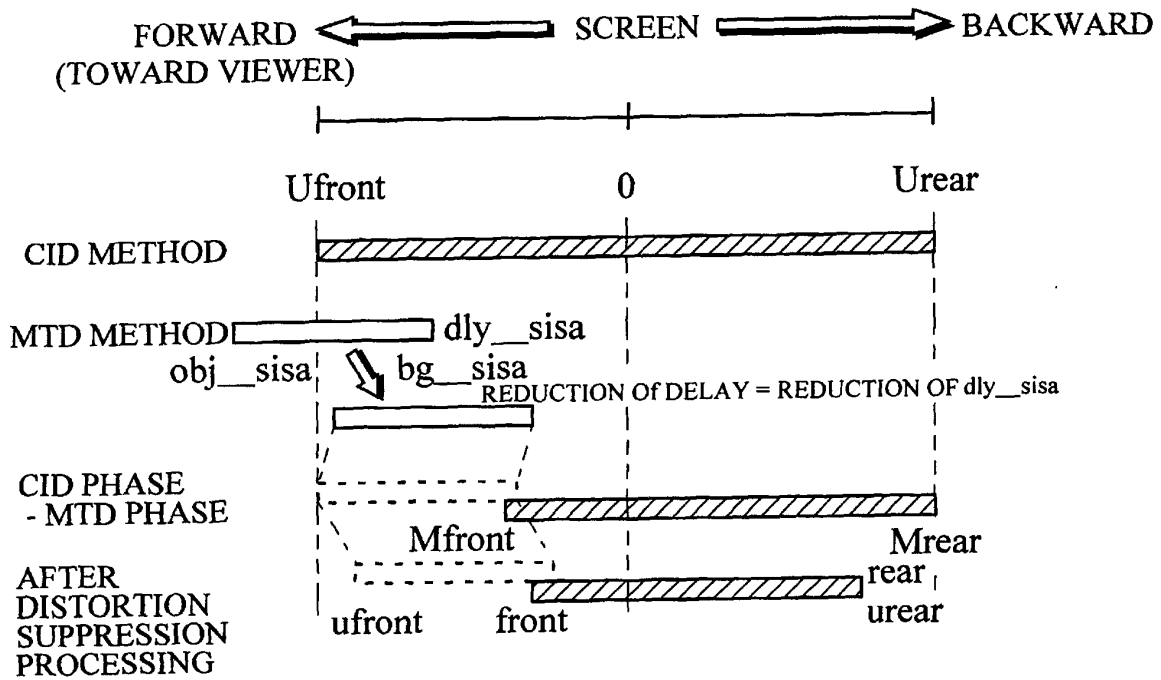 FORWARD
(TOWARD VIEWER)
SCREEN
BACKWARD
Ufront
0
Urear
CID METHOD
MTD METHOD
dly__sisa
obj__sisa
bg__sisa
REDUCTION Of DELAY = REDUCTION OF dly__sisa
CID PHASE
- MTD PHASE
Mfront
Mrear
AFTER
DISTORTION
SUPPRESSION
PROCESSING
ufront
front
rear
urear